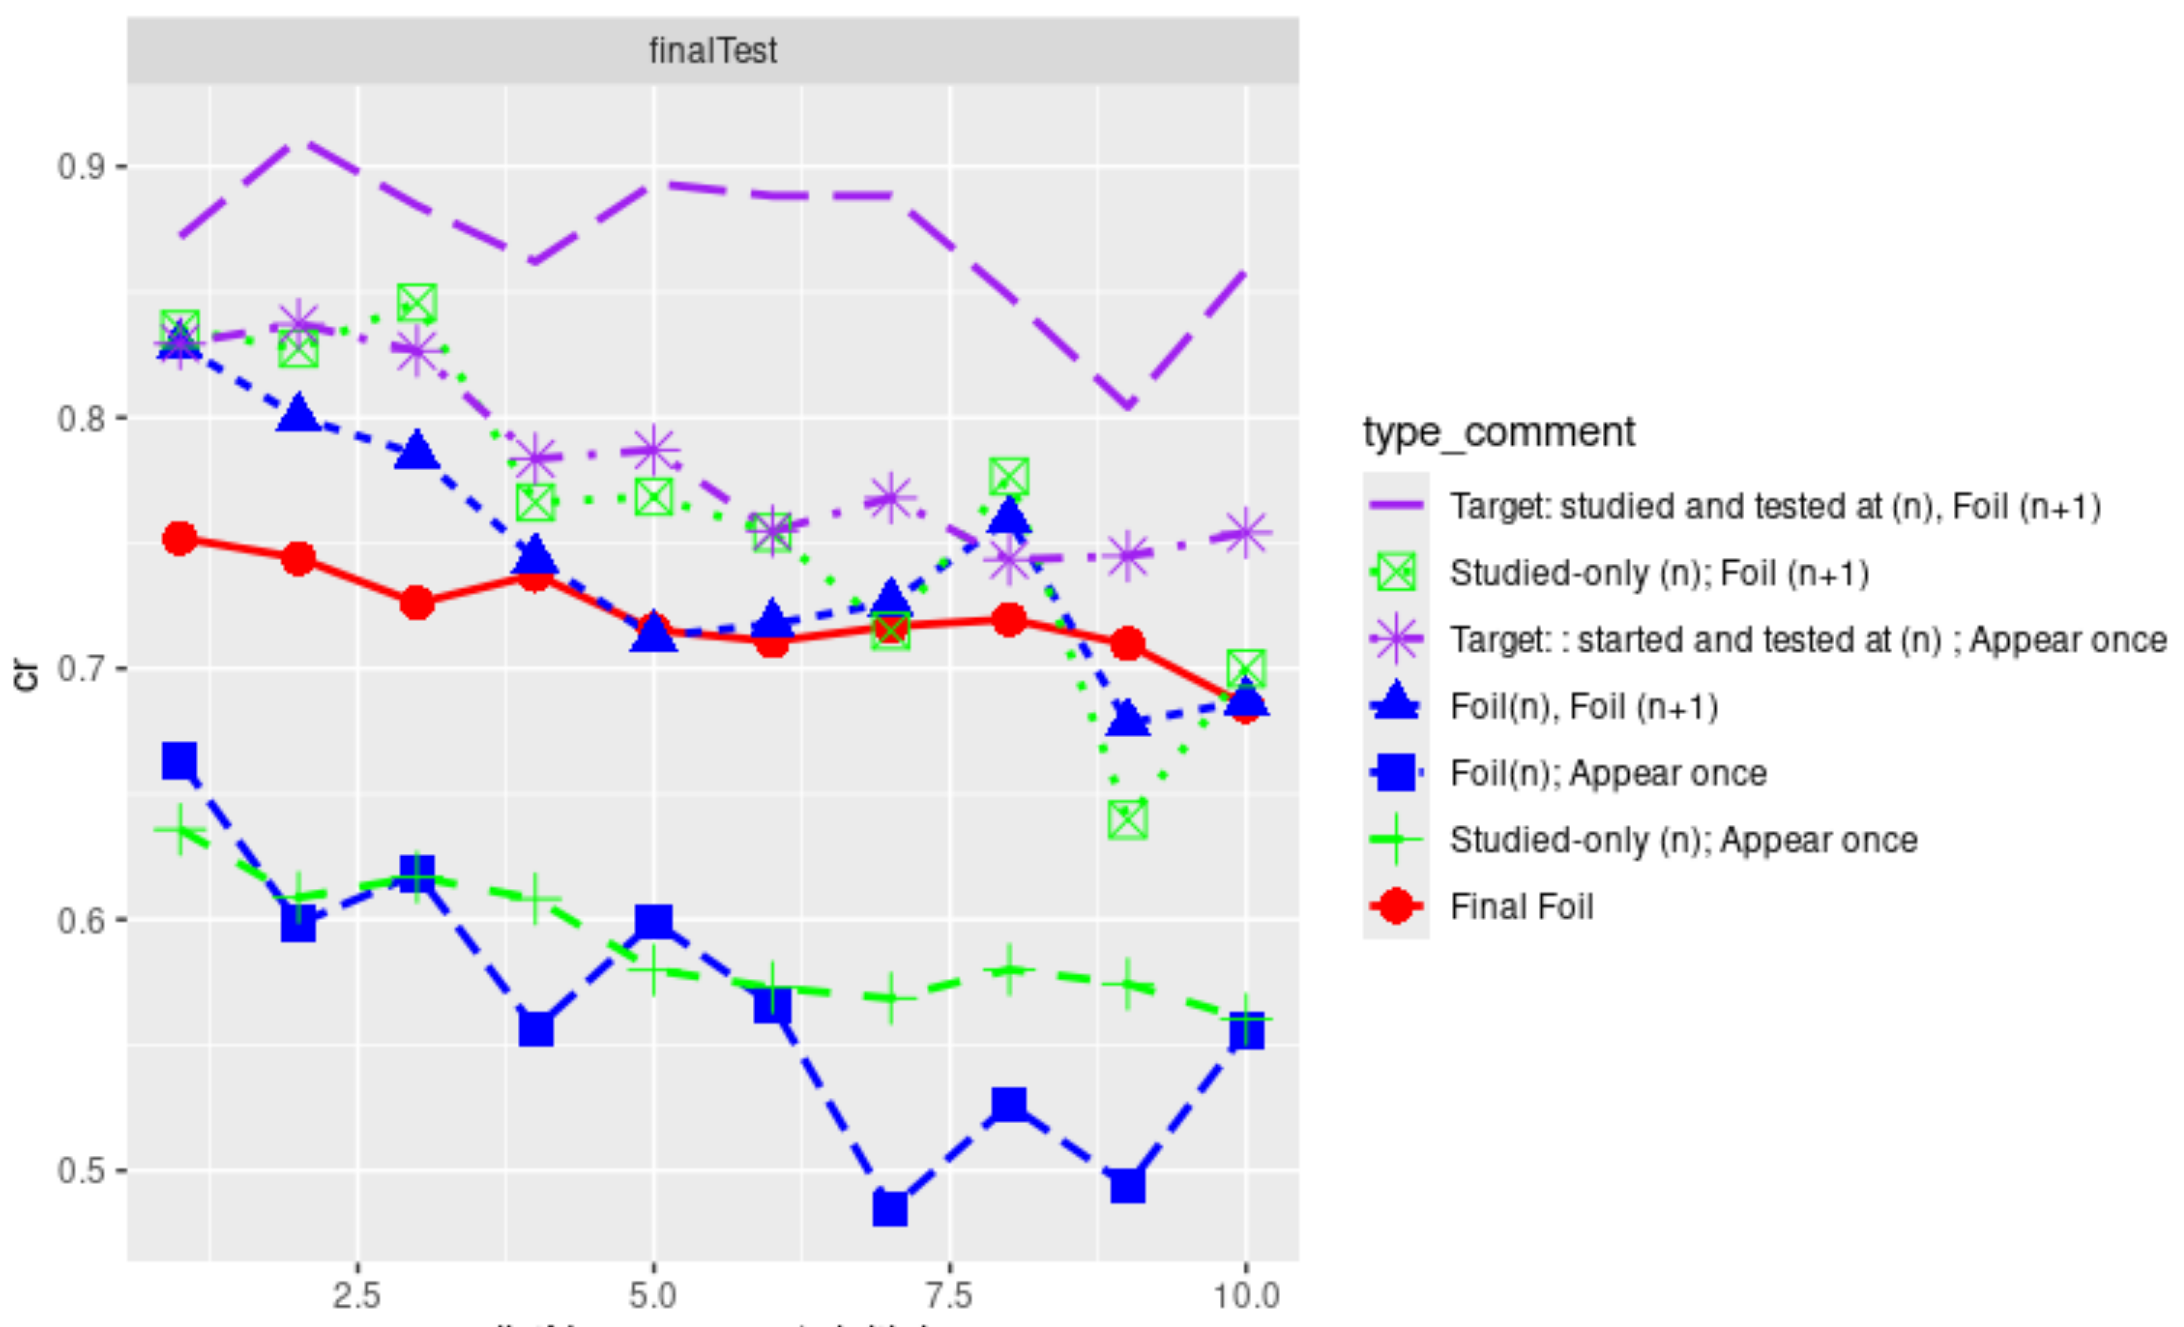 finalTest
0.9
0.8
0.7
0.6
0.5
cr
2.5 5.0 7.5 10.0
type_comment
Target: studied and tested at (n), Foil (n+1)
Studied-only (n); Foil (n+1)
Target: : started and tested at (n) ; Appear once
Foil(n), Foil (n+1)
Foil(n); Appear once
Studied-only (n); Appear once
Final Foil